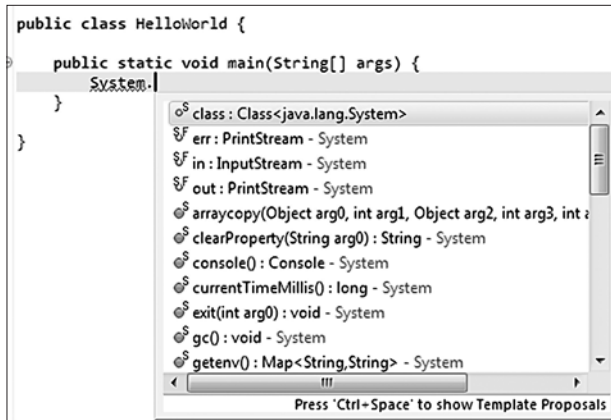 public class HelloWorld {
public static void main(String[] args) {
System.
}
}
class : Class<java.lang.System>
err : PrintStream - System
in : InputStream - System
out : PrintStream - System
arraycopy(Object arg0, int arg1, Object arg2, int arg3, int a
clearProperty(String arg0) : String - System
console() : Console - System
currentTimeMillis() : long - System
exit(int arg0) : void - System
gc() : void - System
getenv() : Map<String,String> - System
Press 'Ctrl+Space' to show Template Proposals